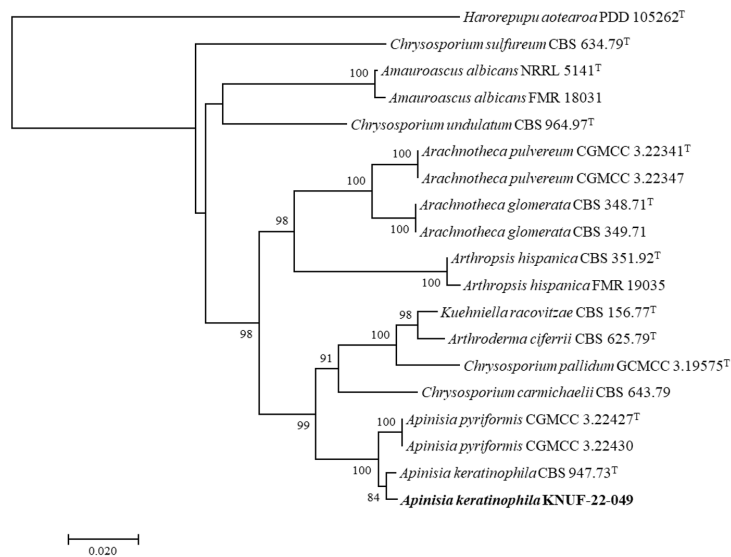 Harorepupu aotearoa PDD 105262T
Chrysosporium sulfureum CBS 634.79T
100 Amauroascus albicans NRRL 5141T
Amauroascus albicans FMR 18031
Chrysosporium undulatum CBS 964.97T
100 Arachnotheca pulvereum CGMCC 3.22341T
100 Arachnotheca pulvereum CGMCC 3.22347
Arachnotheca glomerata CBS 348.71T
98 100 Arachnotheca glomerata CBS 349.71
Arthropsis hispanica CBS 351.92T
100 Arthropsis hispanica FMR 19035
98 Kuehniella racovitzae CBS 156.77T
98 100 Arthroderma ciferrii CBS 625.79T
91 Chrysosporium pallidum GCMCC 3.19575T
Chrysosporium carmichaelii CBS 643.79
99 100 Apinisia pyriformis CGMCC 3.22427T
Apinisia pyriformis CGMCC 3.22430
100 Apinisia keratinophila CBS 947.73T
84 Apinisia keratinophila KNUF-22-049
0.020